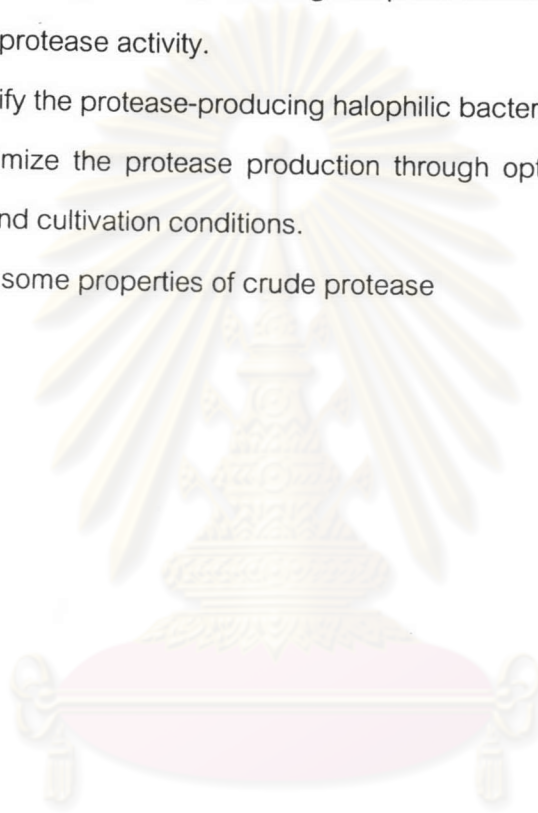 protease activity.
ify the protease-producing halophilic bacter
mize the protease production through opt
nd cultivation conditions.
some properties of crude protease